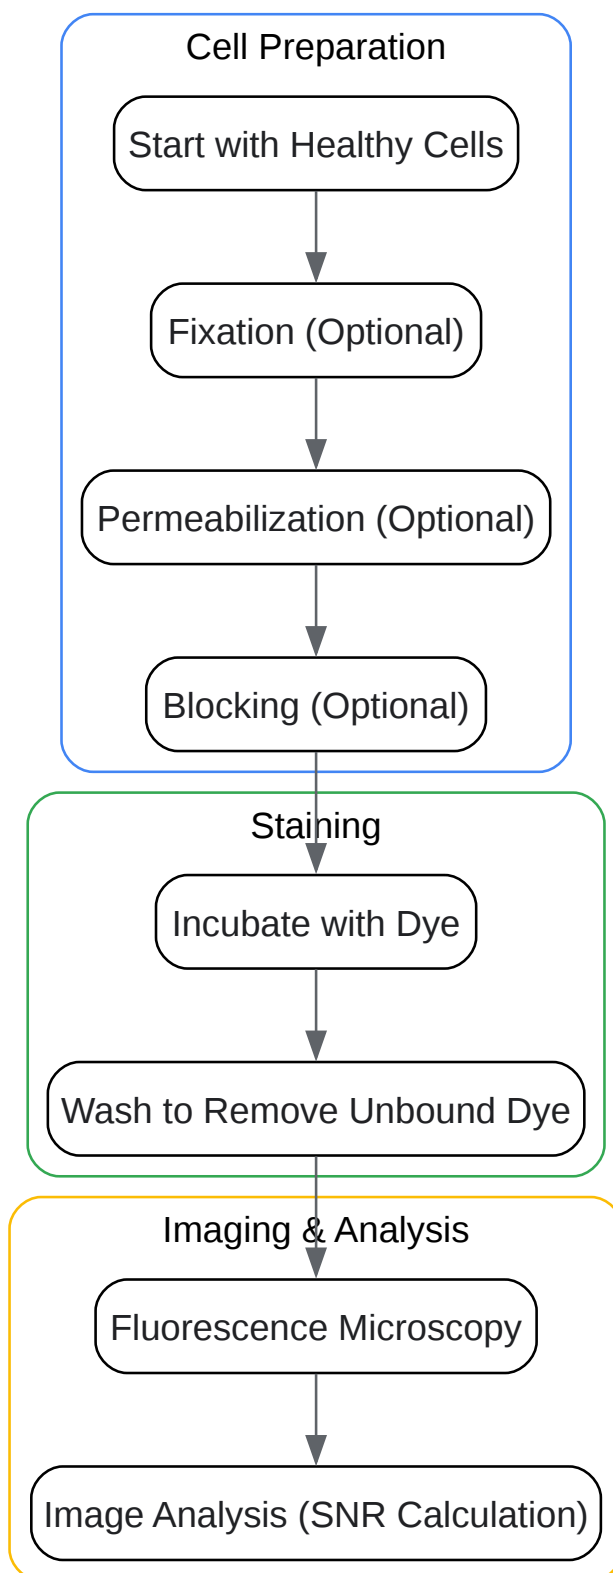 Cell Preparation
Start with Healthy Cells
Fixation (Optional)
Permeabilization (Optional)
Blocking (Optional)
Staining
Incubate with Dye
Wash to Remove Unbound Dye
Imaging & Analysis
Fluorescence Microscopy
Image Analysis (SNR Calculation)